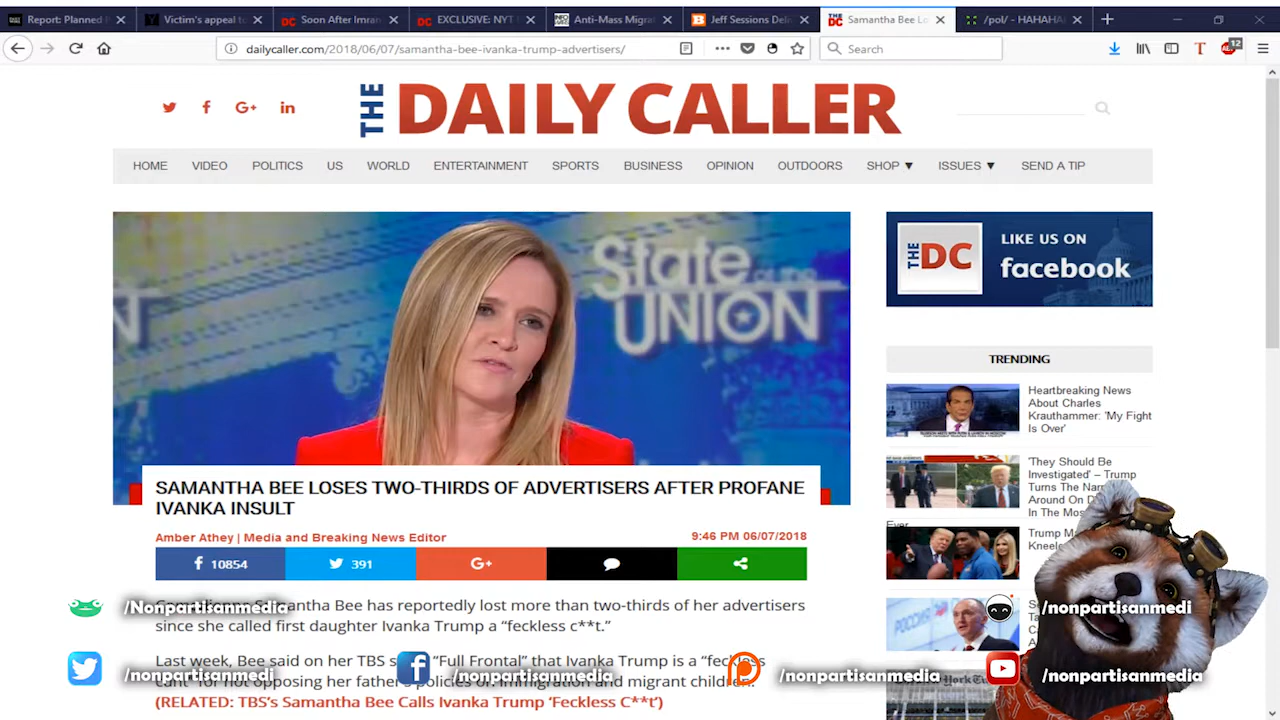 Report: Planned P
Victim's appeal to
Soon After Imran
EXCLUSIVE: NYT
Anti-Mass Migra
Jeff Sessions Del
Samantha Bee Lo
/pol/ - HAHAHA
dailycaller.com/2018/06/07/samantha-bee-ivanka-trump-advertisers/
Search
12
THE DAILY CALLER
HOME VIDEO POLITICS US WORLD ENTERTAINMENT SPORTS BUSINESS OPINION OUTDOORS SHOP ▼ ISSUES ▼ SEND A TIP
State of the
UNION
SAMANTHA BEE LOSES TWO-THIRDS OF ADVERTISERS AFTER PROFANE
IVANKA INSULT
Amber Athey | Media and Breaking News Editor
9:46 PM 06/07/2018
10854
391
Samantha Bee has reportedly lost more than two-thirds of her advertisers
since she called first daughter Ivanka Trump a “feckless c**t.”
Last week, Bee said on her TBS “Full Frontal” that Ivanka Trump is a “feckless
for not opposing her father's policies on immigration and migrant children.
(RELATED: TBS's Samantha Bee Calls Ivanka Trump ‘Feckless C**t’)
THE DC
LIKE US ON
facebook
TRENDING
Heartbreaking News
About Charles
Krauthammer: 'My Fight
Is Over'
'They Should Be
Investigated' – Trump
Turns The Nar
Around On D
In The Mos
Ever
Trump M
Kneele
/Nonpartisanmedia
/nonpartisanmedi
/nonpartisanmedi
/nonpartisanmedia
/nonpartisanmedia
/nonpartisanmedia